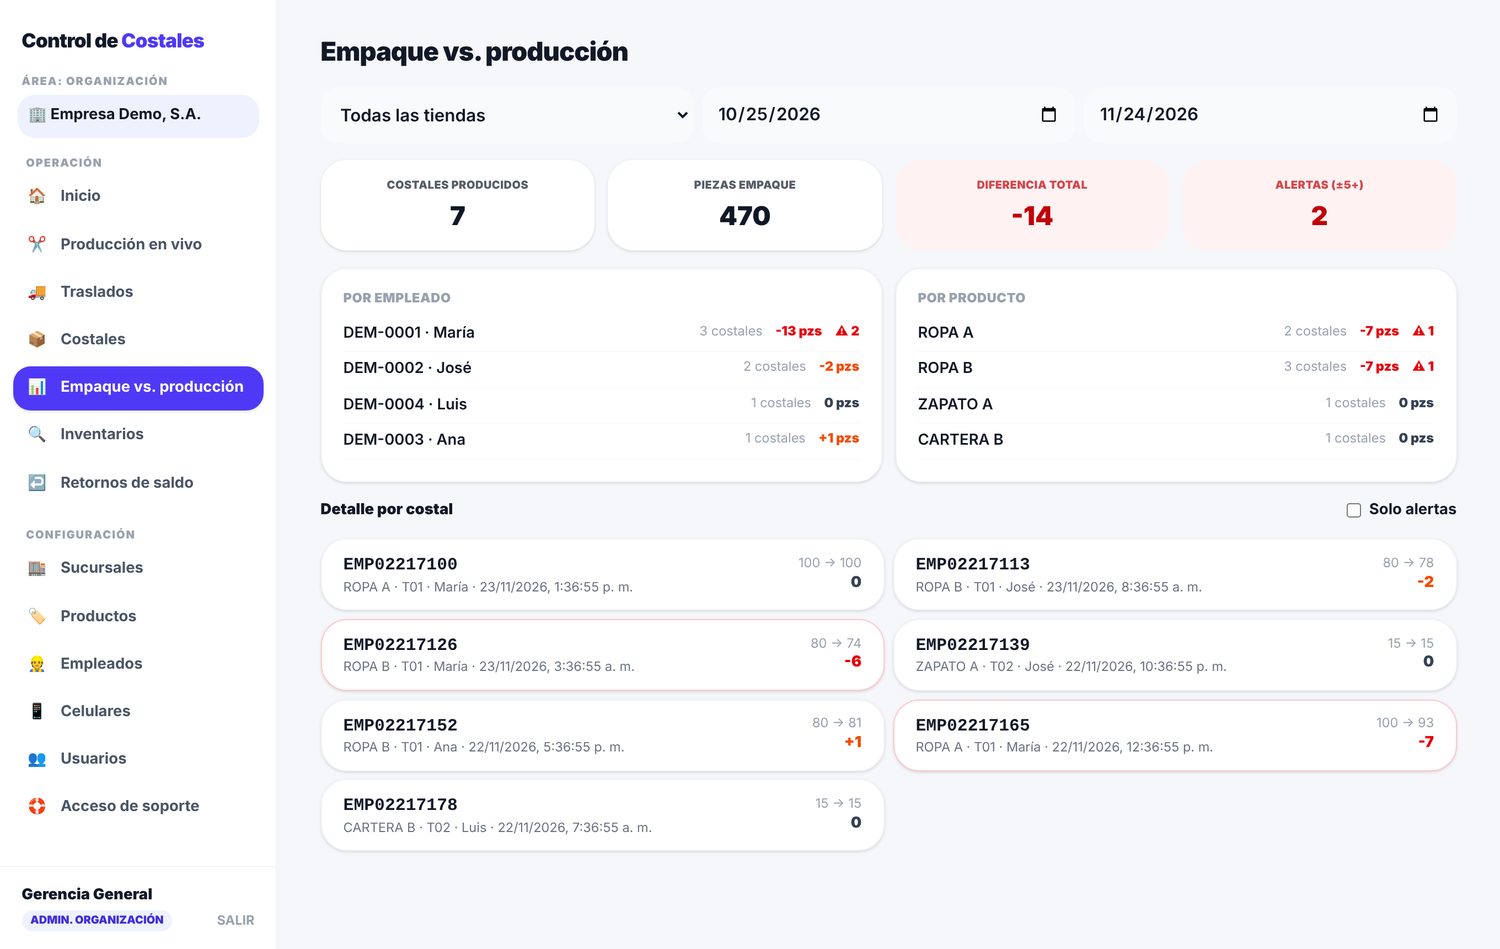 Control de Costales
ÁREA: ORGANIZACIÓN
Empresa Demo, S.A.
OPERACIÓN
Inicio
Producción en vivo
Traslados
Costales
Empaque vs. producción
Inventarios
Retornos de saldo
CONFIGURACIÓN
Sucursales
Productos
Empleados
Celulares
Usuarios
Acceso de soporte
Gerencia General
ADMIN. ORGANIZACIÓN SALIR
Empaque vs. producción
Todas las tiendas 10/25/2026 11/24/2026
COSTALES PRODUCIDOS
7
PIEZAS EMPAQUE
470
DIFERENCIA TOTAL
-14
ALERTAS (±5+)
2
POR EMPLEADO
DEM-0001 · María 3 costales -13 pzs ⚠ 2
DEM-0002 · José 2 costales -2 pzs
DEM-0004 · Luis 1 costales 0 pzs
DEM-0003 · Ana 1 costales +1 pzs
POR PRODUCTO
ROPA A 2 costales -7 pzs ⚠ 1
ROPA B 3 costales -7 pzs ⚠ 1
ZAPATO A 1 costales 0 pzs
CARTERA B 1 costales 0 pzs
Detalle por costal Solo alertas
EMP02217100 100 → 100
ROPA A · T01 · María · 23/11/2026, 1:36:55 p. m. 0
EMP02217113 80 → 78
ROPA B · T01 · José · 23/11/2026, 8:36:55 a. m. -2
EMP02217126 80 → 74
ROPA B · T01 · María · 23/11/2026, 3:36:55 a. m. -6
EMP02217139 15 → 15
ZAPATO A · T02 · José · 22/11/2026, 10:36:55 p. m. 0
EMP02217152 80 → 81
ROPA B · T01 · Ana · 22/11/2026, 5:36:55 p. m. +1
EMP02217165 100 → 93
ROPA A · T01 · María · 22/11/2026, 12:36:55 p. m. -7
EMP02217178 15 → 15
CARTERA B · T02 · Luis · 22/11/2026, 7:36:55 a. m. 0